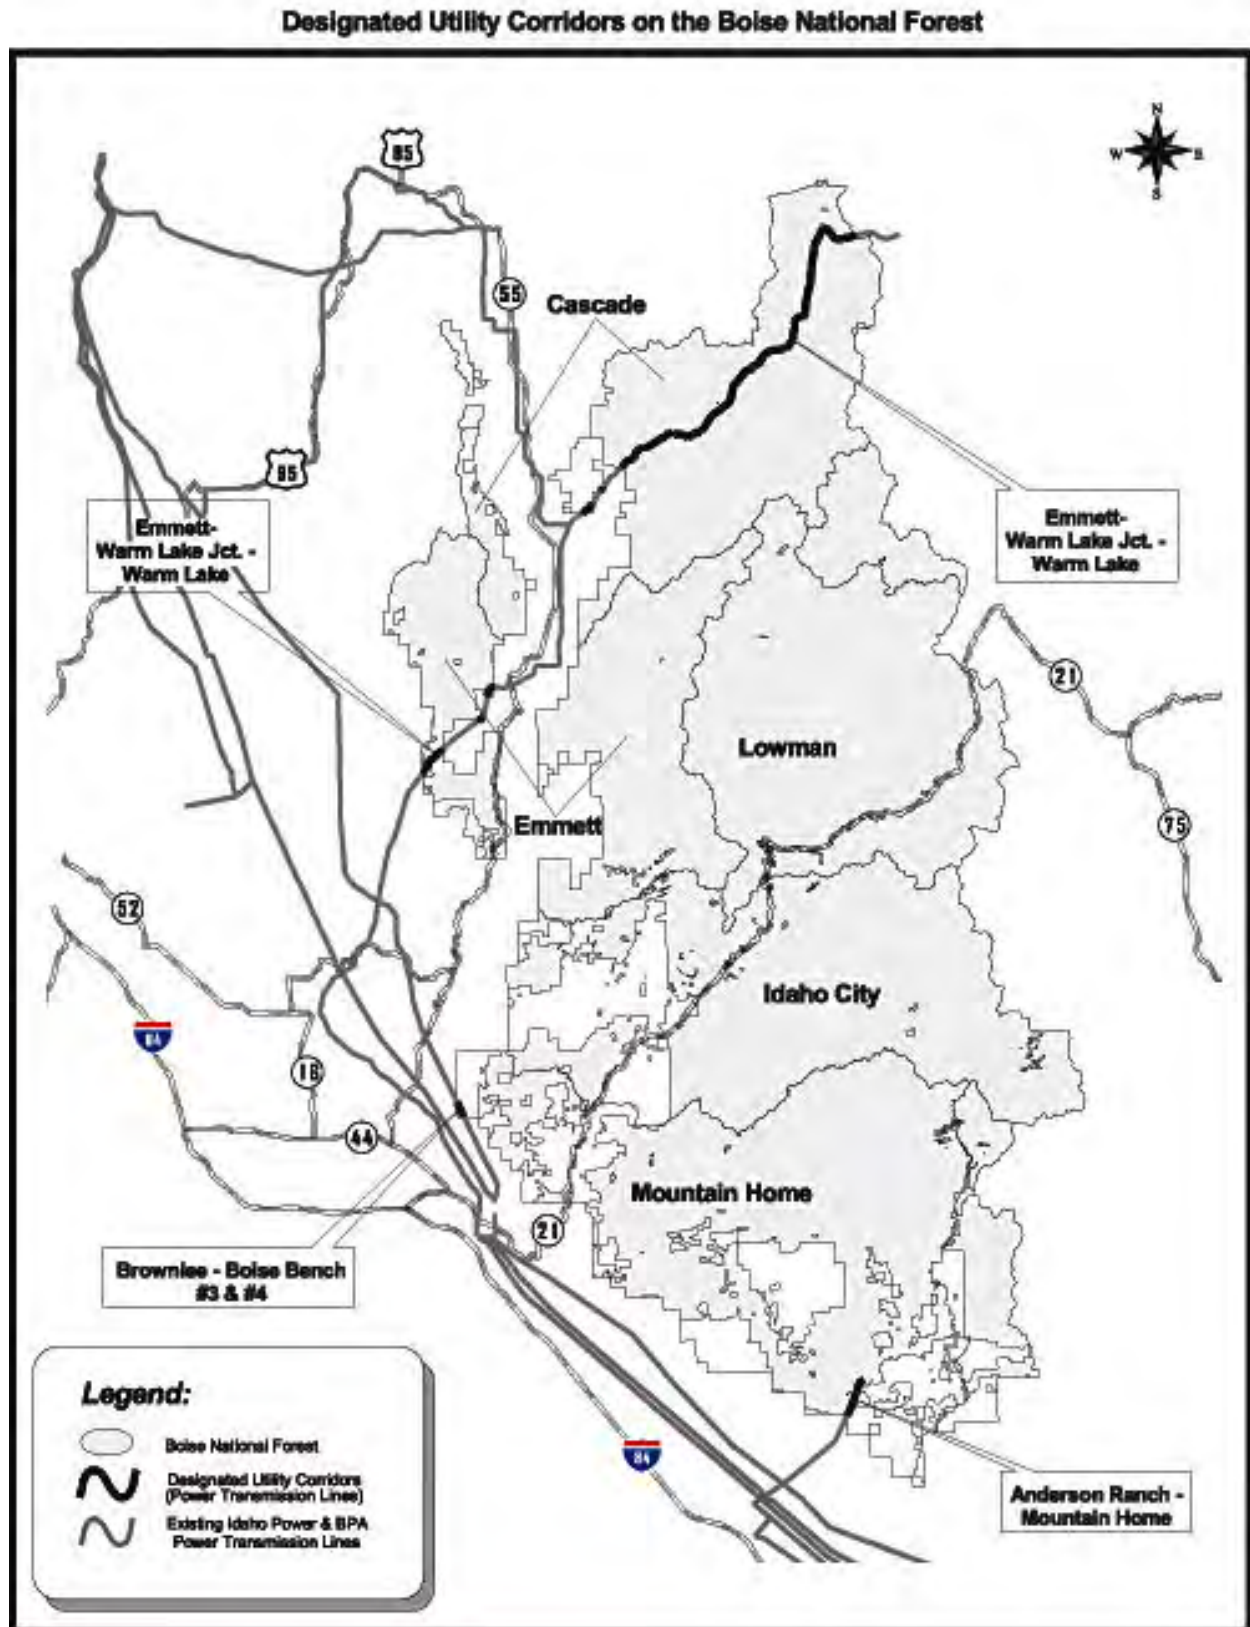 Designated Utility Corridors on the Boise National Forest
N
W
E
S
85
55
Cascade
85
Emmett-
Warm Lake Jct. -
Warm Lake
Emmett-
Warm Lake Jct. -
Warm Lake
21
Lowman
75
Emmett
52
Idaho City
84
16
44
Mountain Home
21
Brownlee - Boise Bench
#3 & #4
Legend:
Boise National Forest
Designated Utility Corridors
(Power Transmission Lines)
Existing Idaho Power & BPA
Power Transmission Lines
84
Anderson Ranch -
Mountain Home